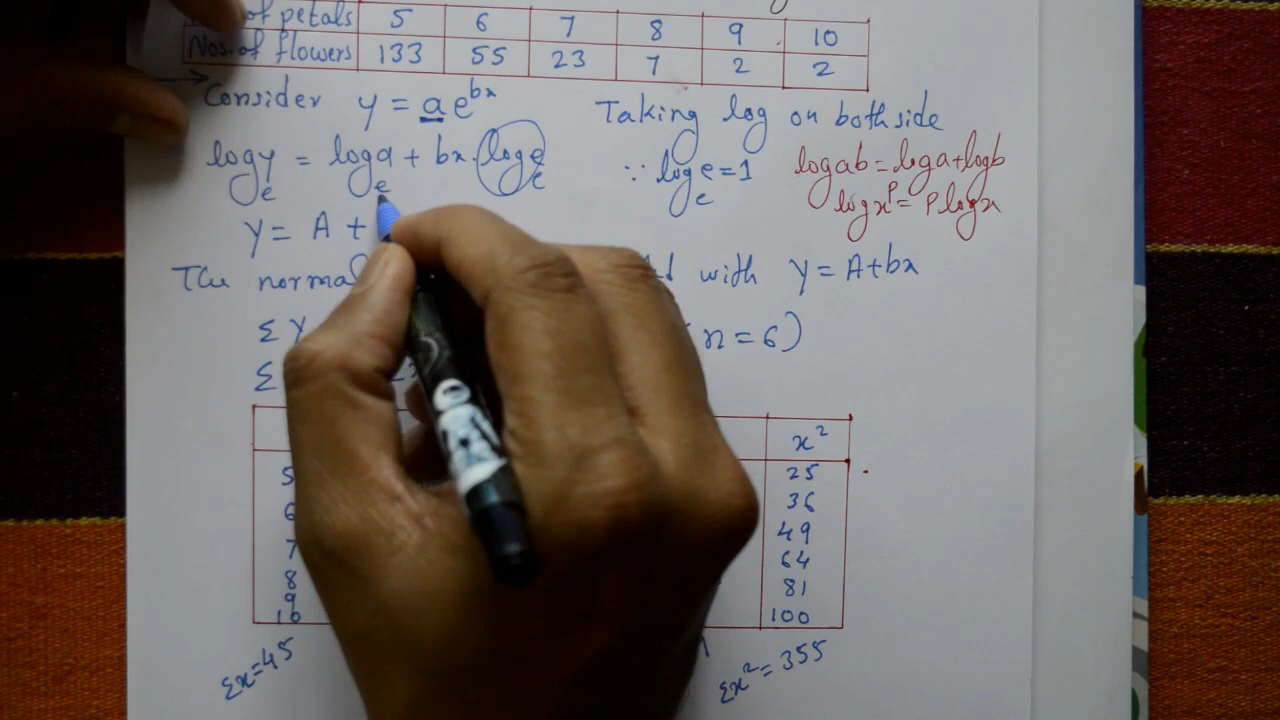 of petals 5 6 7 8 9 10
Nos. of flowers 133 55 23 7 2 2
Consider y = a e^bx Taking log on both side
log_e y = log_e a + bx · log_e e ∵ log_e e = 1 log ab = log a + log b
log x^p = p log x
Y = A +
The normal with Y = A + bx
Σ Y n = 6)
Σ
x²
5 25
6 36
7 49
8 64
9 81
10 100
Σx = 45 Σx² = 355